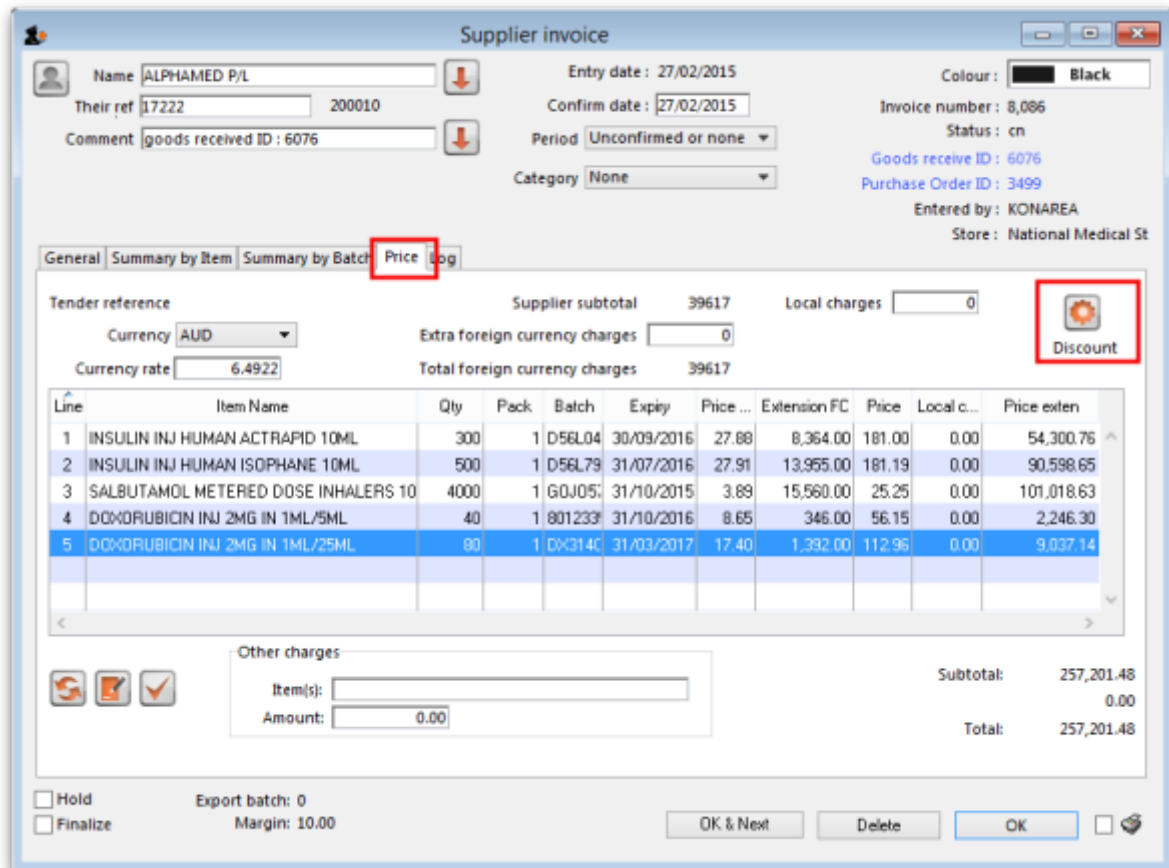 Supplier invoice
Name ALPHAMED P/L
Their ref 17222 200010
Comment goods received ID : 6076
Entry date : 27/02/2015
Confirm date : 27/02/2015
Period Unconfirmed or none
Category None
Colour : Black
Invoice number : 8,086
Status : cn
Goods receive ID : 6076
Purchase Order ID : 3499
Entered by : KONAREA
Store : National Medical St
General Summary by Item Summary by Batch Price Log
Tender reference
Currency AUD
Currency rate 6.4922
Supplier subtotal 39617
Extra foreign currency charges 0
Total foreign currency charges 39617
Local charges 0
Discount
Line Item Name Qty Pack Batch Expiry Price ... Extension FC Price Local c... Price exten
1 INSULIN INJ HUMAN ACTRAPID 10ML 300 1 D56L04 30/09/2016 27.88 8,364.00 181.00 0.00 54,300.76
2 INSULIN INJ HUMAN ISOPHANE 10ML 500 1 D56L79 31/07/2016 27.91 13,955.00 181.19 0.00 90,598.65
3 SALBUTAMOL METERED DOSE INHALERS 10 4000 1 31/10/2015 3.89 15,560.00 25.25 0.00 101,018.63
4 DOXORUBICIN INJ 2MG IN 1ML/5ML 40 1 31/10/2016 8.65 346.00 56.15 0.00 2,246.30
5 DOXORUBICIN INJ 2MG IN 1ML/25ML 80 1 31/03/2017 17.40 1,392.00 112.96 0.00 9,037.14
Other charges
Item(s):
Amount: 0.00
Subtotal: 257,201.48
0.00
Total: 257,201.48
Hold
Finalize
Export batch: 0
Margin: 10.00
OK & Next Delete OK